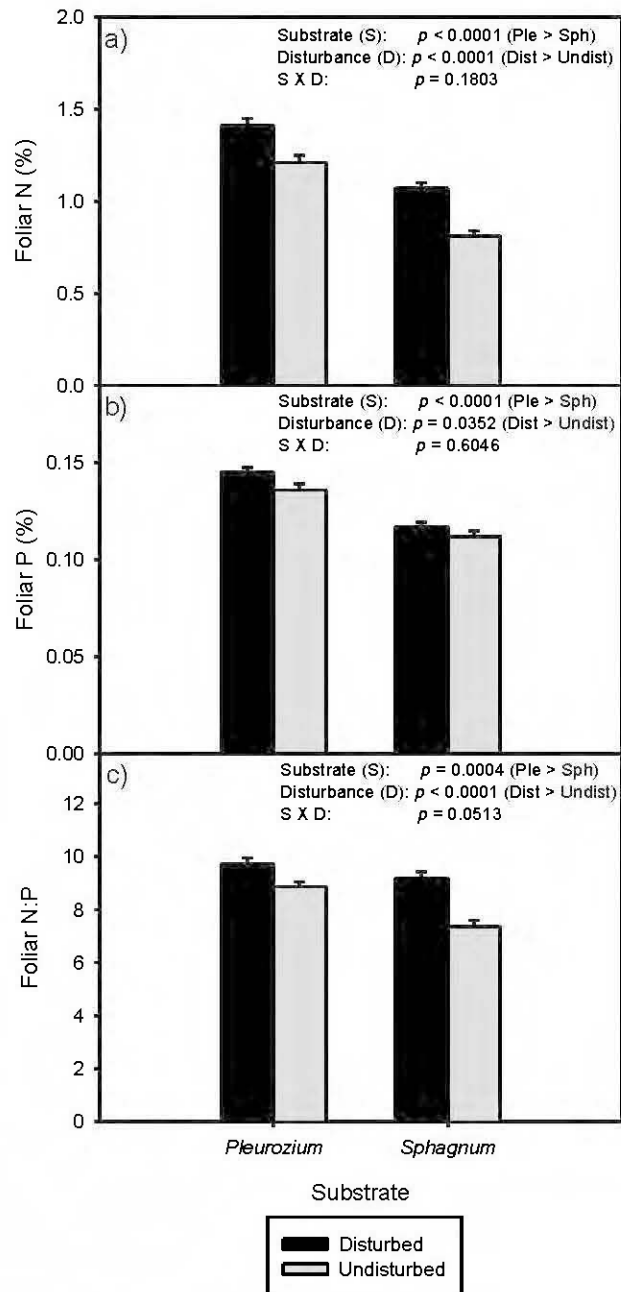 a)
Substrate (S): p < 0.0001 (Ple > Sph)
Disturbance (D): p < 0.0001 (Dist > Undist)
S X D: p = 0.1803
2.0
1.5
1.0
0.5
0.0
Foliar N (%)
b)
Substrate (S): p < 0.0001 (Ple > Sph)
Disturbance (D): p = 0.0352 (Dist > Undist)
S X D: p = 0.6046
0.15
0.10
0.05
0.00
Foliar P (%)
c)
Substrate (S): p = 0.0004 (Ple > Sph)
Disturbance (D): p < 0.0001 (Dist > Undist)
S X D: p = 0.0513
12
10
8
6
4
2
0
Foliar N:P
Pleurozium Sphagnum
Substrate
Disturbed
Undisturbed